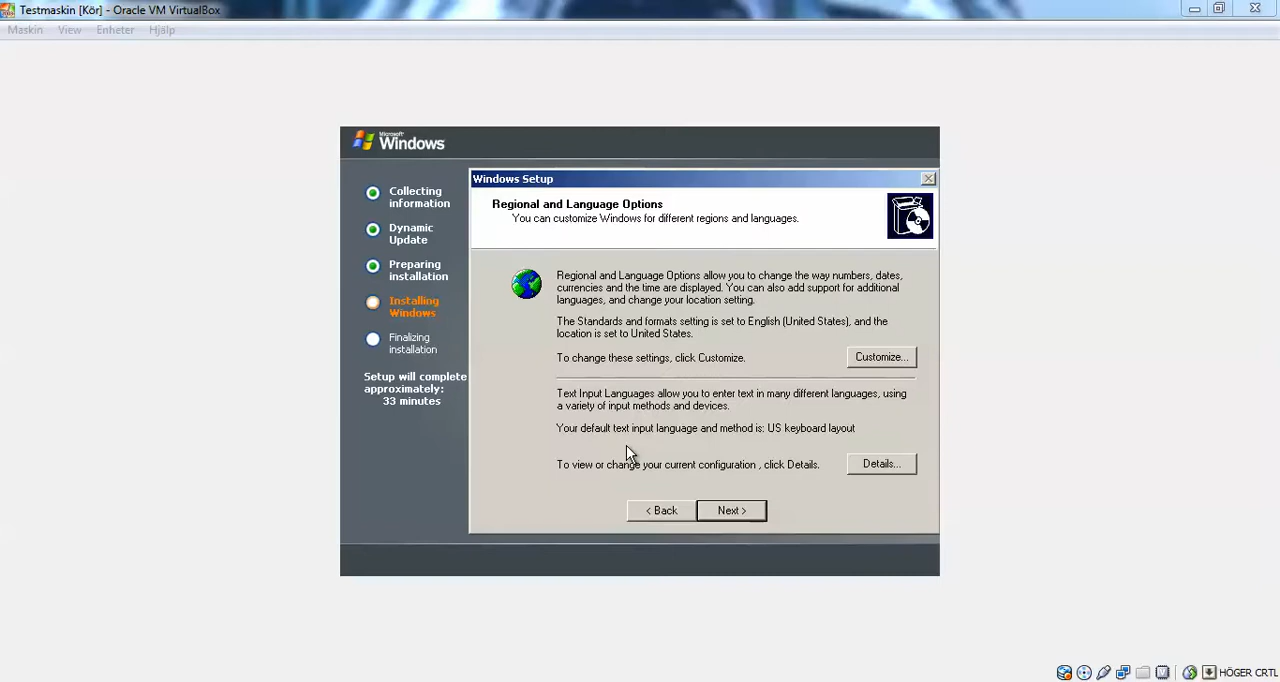 Testmaskin [Kör] - Oracle VM VirtualBox
Maskin View Enheter Hjälp
Microsoft
Windows
Collecting
information
Dynamic
Update
Preparing
installation
Installing
Windows
Finalizing
installation
Setup will complete
approximately:
33 minutes
Windows Setup
Regional and Language Options
You can customize Windows for different regions and languages.
Regional and Language Options allow you to change the way numbers, dates,
currencies and the time are displayed. You can also add support for additional
languages, and change your location setting.
The Standards and formats setting is set to English (United States), and the
location is set to United States.
To change these settings, click Customize.
Customize...
Text Input Languages allow you to enter text in many different languages, using
a variety of input methods and devices.
Your default text input language and method is: US keyboard layout
To view or change your current configuration , click Details.
Details...
< Back Next >
HÖGER CRTL